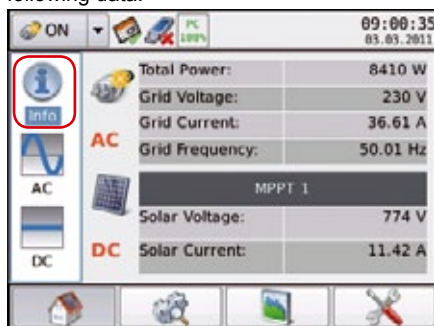 ON
PC
100%
09:00:35
03.03.2011
Info
AC
DC
Total Power: 8410 W
Grid Voltage: 230 V
Grid Current: 36.61 A
Grid Frequency: 50.01 Hz
AC
MPPT 1
Solar Voltage: 774 V
DC
Solar Current: 11.42 A